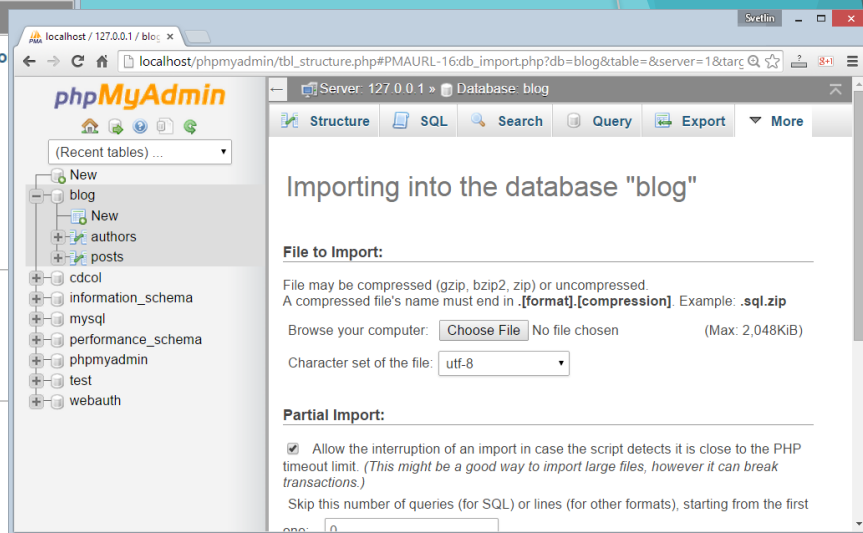 Svetlin
localhost / 127.0.0.1 / blog
localhost/phpmyadmin/tbl_structure.php#PMAURL-16:db_import.php?db=blog&table=&server=1&targ
phpMyAdmin
(Recent tables) ...
New
blog
New
authors
posts
cdcol
information_schema
mysql
performance_schema
phpmyadmin
test
webauth
Server: 127.0.0.1 » Database: blog
Structure SQL Search Query Export More
Importing into the database "blog"
File to Import:
File may be compressed (gzip, bzip2, zip) or uncompressed.
A compressed file's name must end in .[format].[compression]. Example: .sql.zip
Browse your computer: Choose File No file chosen (Max: 2,048KiB)
Character set of the file: utf-8
Partial Import:
Allow the interruption of an import in case the script detects it is close to the PHP
timeout limit. (This might be a good way to import large files, however it can break
transactions.)
Skip this number of queries (for SQL) or lines (for other formats), starting from the first
one: 0